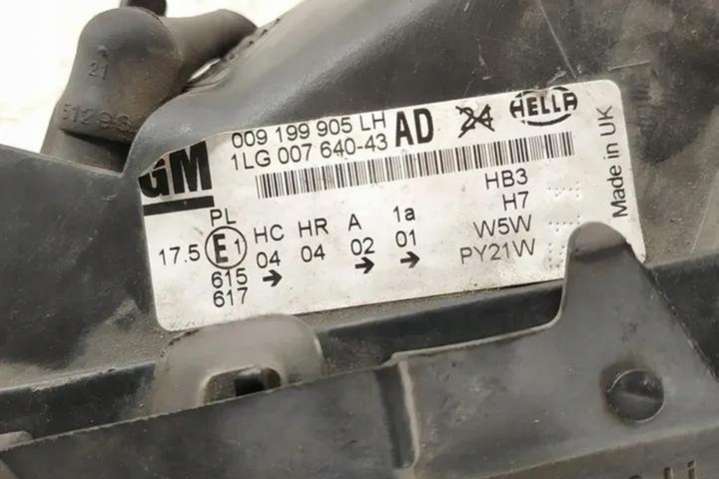 21
GM
009 199 905 LH AD 24 HELLA
1LG 007 640-43
Made in UK
HB3
H7
W5W
PY21W
PL HC HR A 1a
17.5 E1 04 04 02 01
615 → → →
617